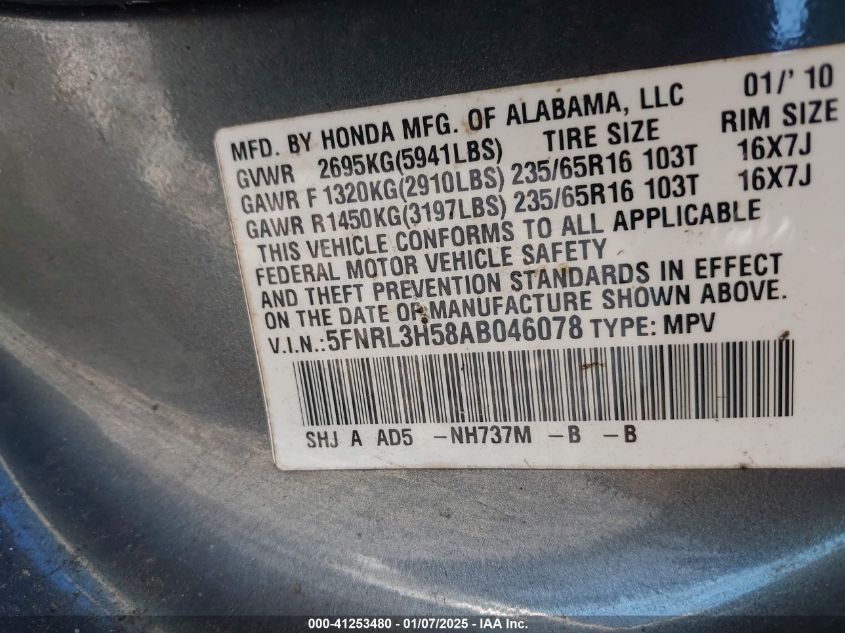 MFD. BY HONDA MFG. OF ALABAMA, LLC 01/'10
GVWR 2695KG(5941LBS) TIRE SIZE RIM SIZE
GAWR F 1320KG(2910LBS) 235/65R16 103T 16X7J
GAWR R1450KG(3197LBS) 235/65R16 103T 16X7J
THIS VEHICLE CONFORMS TO ALL APPLICABLE
FEDERAL MOTOR VEHICLE SAFETY
AND THEFT PREVENTION STANDARDS IN EFFECT
ON THE DATE OF MANUFACTURE SHOWN ABOVE.
V.I.N.: 5FNRL3H58AB046078 TYPE: MPV
SHJ A AD5 -NH737M -B -B
000-41253480 - 01/07/2025 - IAA Inc.